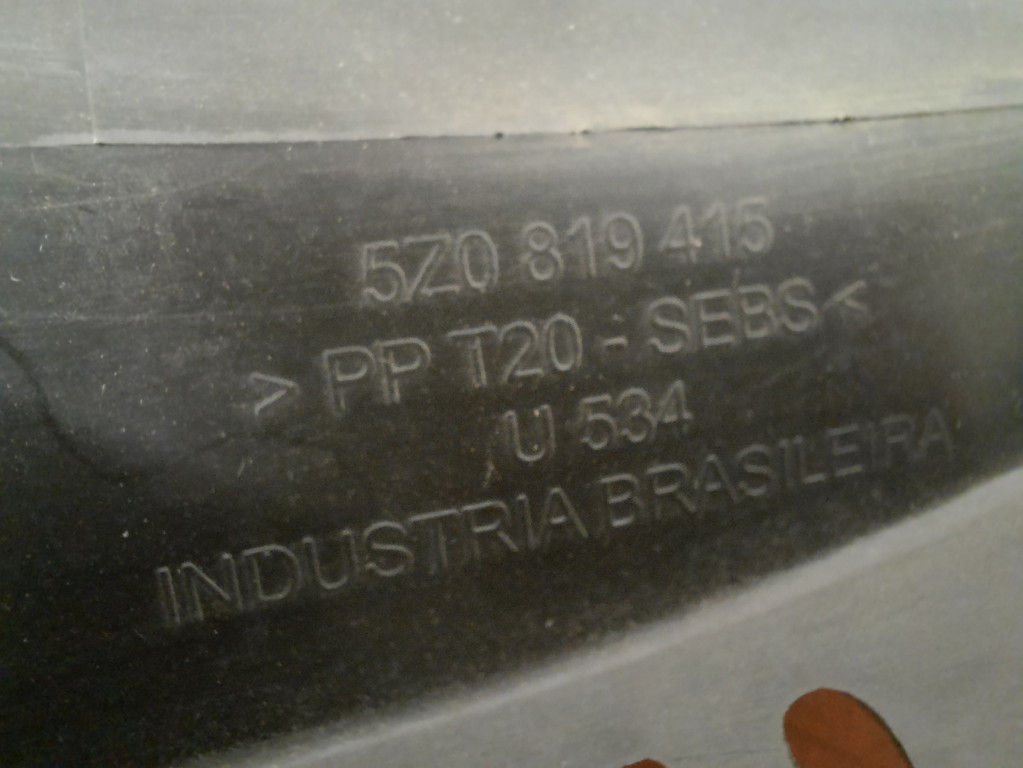 5Z0 819 415
> PP T20 - SEBS <
U 534
INDUSTRIA BRASILEIRA